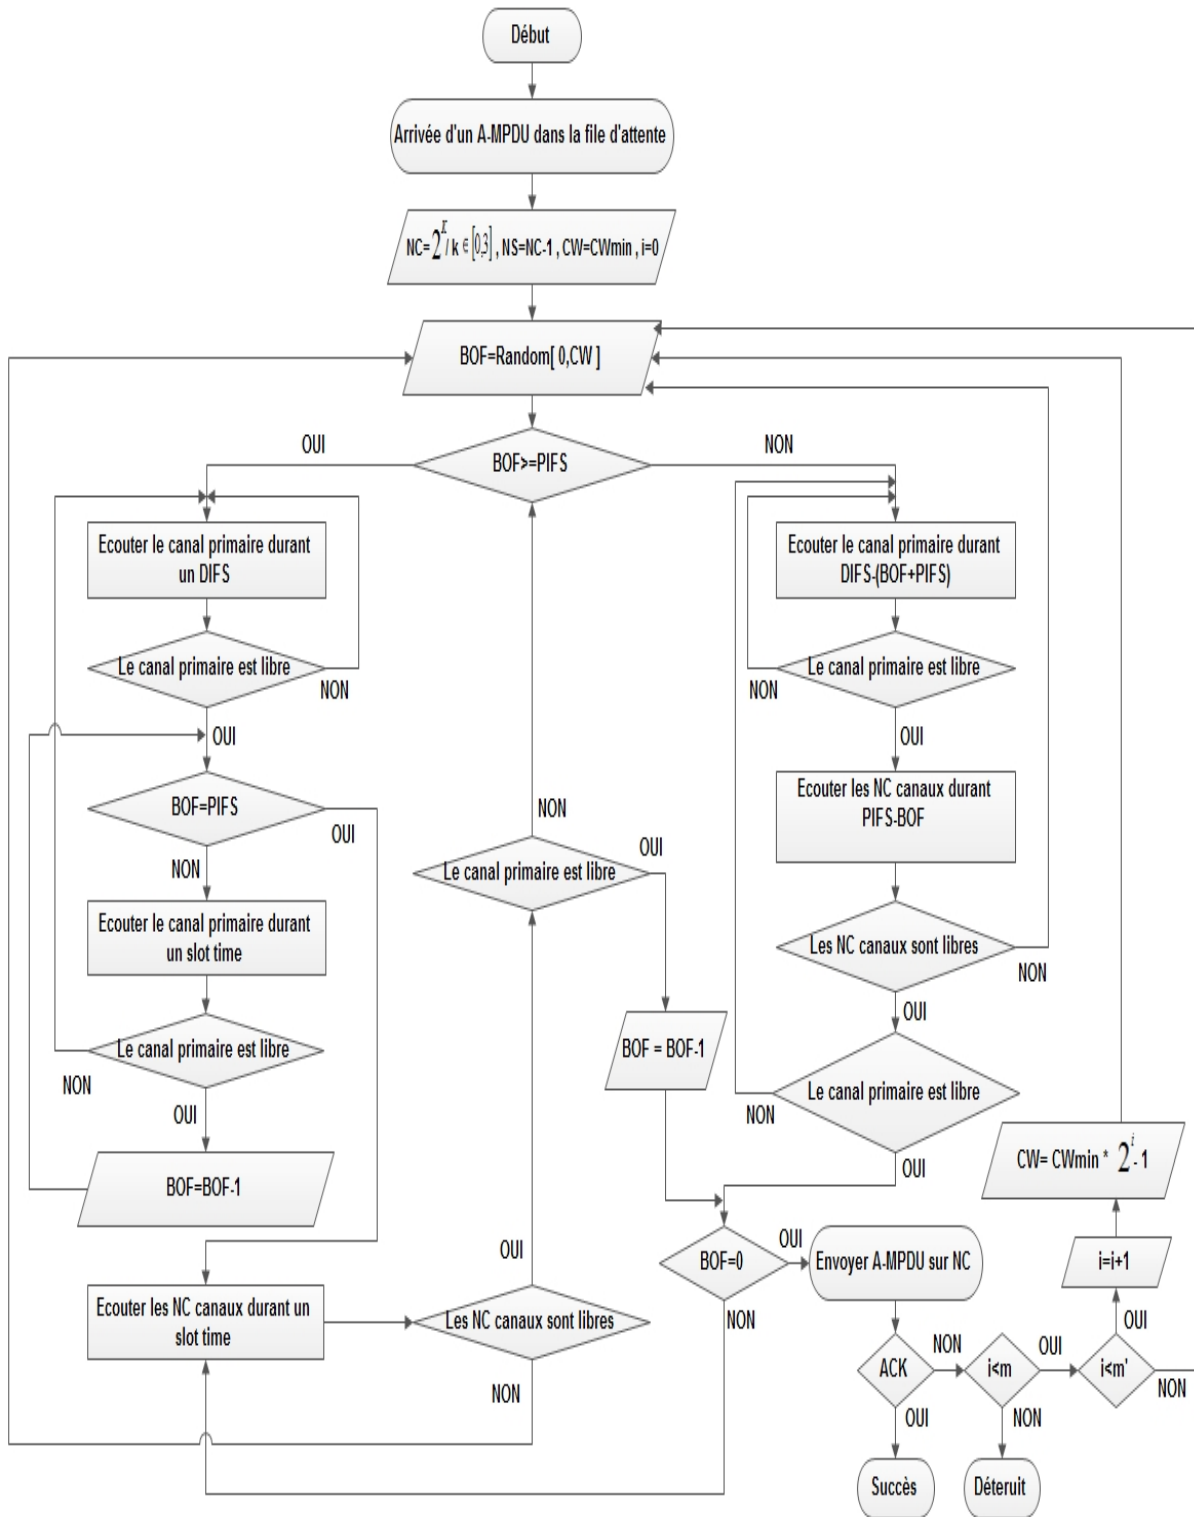 Début
Arrivée d'un A-MPDU dans la file d'attente
NC=2^K / k ∈ [0,3] , NS=NC-1 , CW=CWmin , i=0
BOF=Random[ 0,CW ]
OUI
BOF>=PIFS
NON
Ecouter le canal primaire durant
un DIFS
Le canal primaire est libre
NON
OUI
BOF=PIFS
OUI
NON
Ecouter le canal primaire durant
un slot time
Le canal primaire est libre
NON
OUI
BOF=BOF-1
Ecouter les NC canaux durant un
slot time
Les NC canaux sont libres
OUI
NON
Le canal primaire est libre
NON
OUI
BOF = BOF-1
Ecouter le canal primaire durant
DIFS-(BOF+PIFS)
Le canal primaire est libre
NON
OUI
Ecouter les NC canaux durant
PIFS-BOF
Les NC canaux sont libres
NON
OUI
Le canal primaire est libre
NON
OUI
BOF=0
OUI
NON
Envoyer A-MPDU sur NC
ACK
NON
OUI
Succès
i<m
OUI
NON
Déteruit
i<m'
OUI
NON
i=i+1
CW= CWmin * 2^i - 1